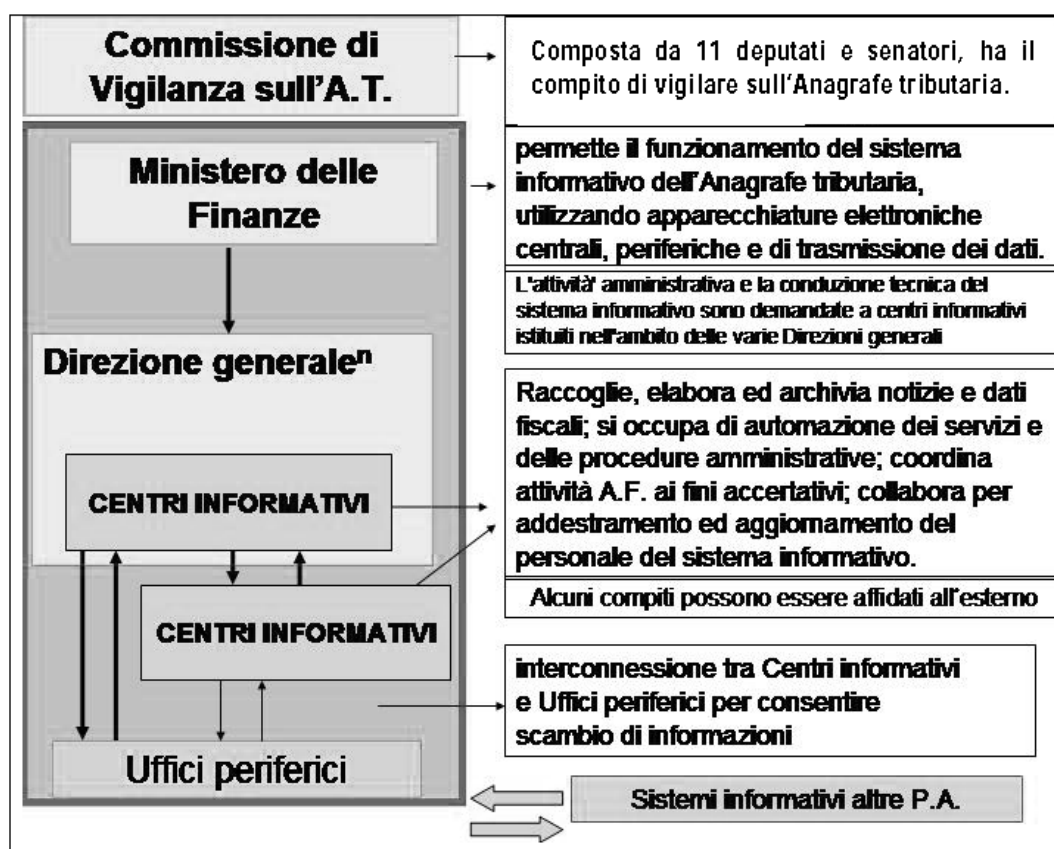 Commissione di
Vigilanza sull'A.T.
Composta da 11 deputati e senatori, ha il
compito di vigilare sull'Anagrafe tributaria.
Ministero delle
Finanze
permette il funzionamento del sistema
informativo dell'Anagrafe tributaria,
utilizzando apparecchiature elettroniche
centrali, periferiche e di trasmissione dei dati.
L'attività' amministrativa e la conduzione tecnica del
sistema informativo sono demandate a centri informativi
istituiti nell'ambito delle varie Direzioni generali
Direzione generaleⁿ
CENTRI INFORMATIVI
Raccoglie, elabora ed archivia notizie e dati
fiscali; si occupa di automazione dei servizi e
delle procedure amministrative; coordina
attività A.F. ai fini accertativi; collabora per
addestramento ed aggiornamento del
personale del sistema informativo.
Alcuni compiti possono essere affidati all'esterno
CENTRI INFORMATIVI
interconnessione tra Centri informativi
e Uffici periferici per consentire
scambio di informazioni
Uffici periferici
Sistemi informativi altre P.A.